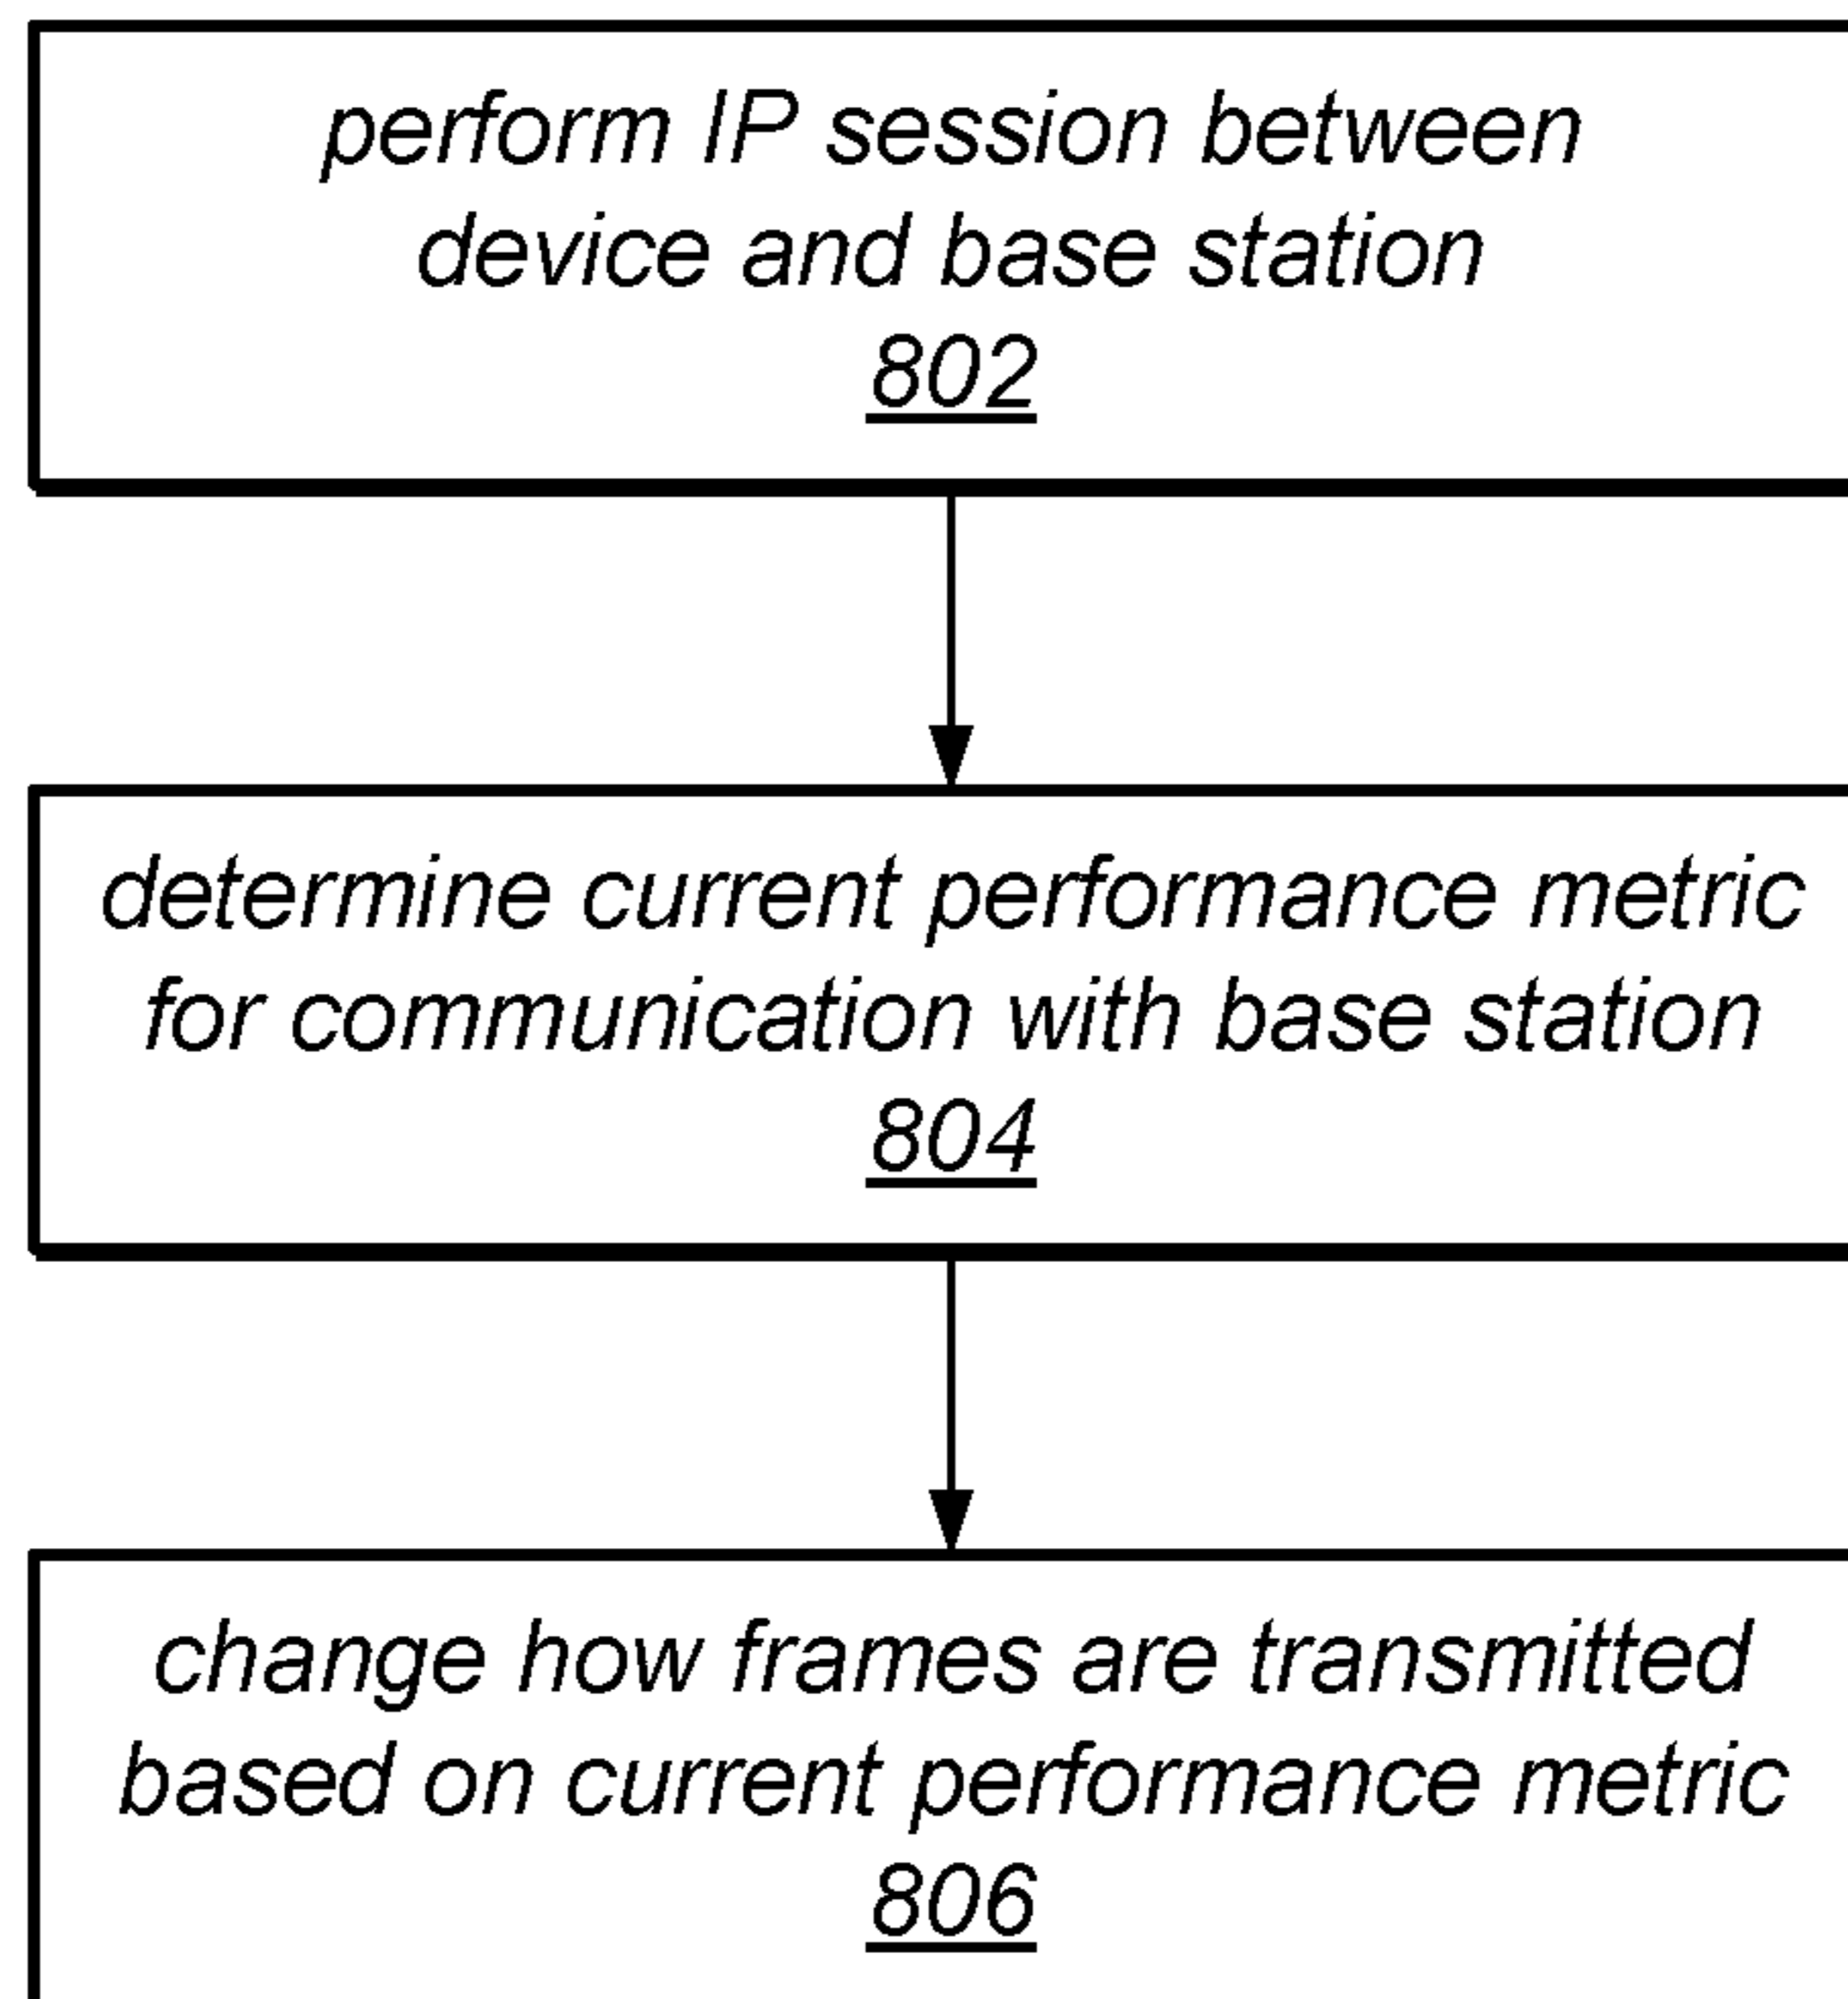 perform IP session between
device and base station
802
determine current performance metric
for communication with base station
804
change how frames are transmitted
based on current performance metric
806